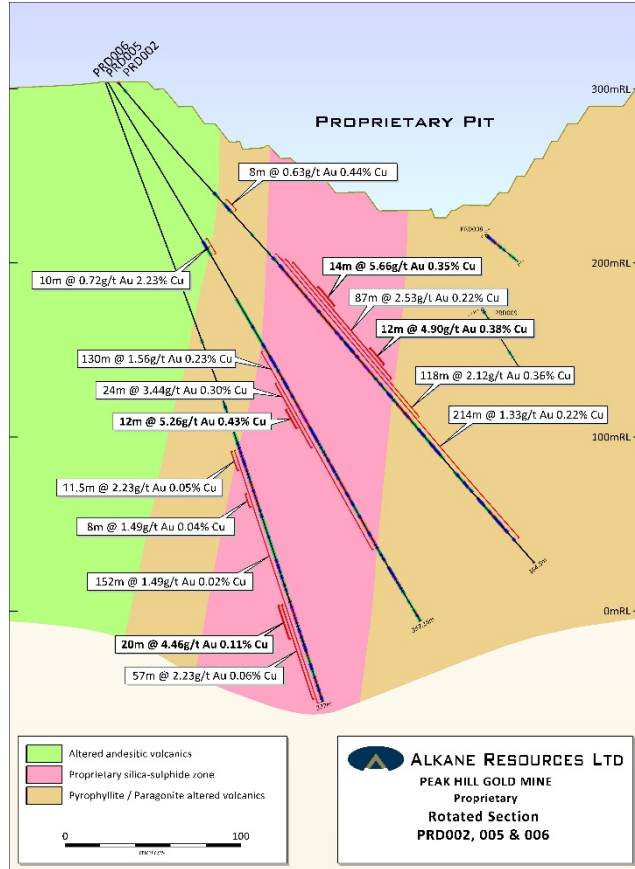 PRD006
PRD005
PRD002
300mRL
PROPRIETARY PIT
8m @ 0.63g/t Au 0.44% Cu
PRD006
200mRL
14m @ 5.66g/t Au 0.35% Cu
10m @ 0.72g/t Au 2.23% Cu
87m @ 2.53g/t Au 0.22% Cu
PRD005
12m @ 4.90g/t Au 0.38% Cu
130m @ 1.56g/t Au 0.23% Cu
118m @ 2.12g/t Au 0.36% Cu
24m @ 3.44g/t Au 0.30% Cu
214m @ 1.33g/t Au 0.22% Cu
12m @ 5.26g/t Au 0.43% Cu
100mRL
11.5m @ 2.23g/t Au 0.05% Cu
8m @ 1.49g/t Au 0.04% Cu
152m @ 1.49g/t Au 0.02% Cu
0mRL
20m @ 4.46g/t Au 0.11% Cu
57m @ 2.23g/t Au 0.06% Cu
Altered andesitic volcanics
Proprietary silica-sulphide zone
Pyrophyllite / Paragonite altered volcanics
0 100
metres
ALKANE RESOURCES LTD
PEAK HILL GOLD MINE
Proprietary
Rotated Section
PRD002, 005 & 006